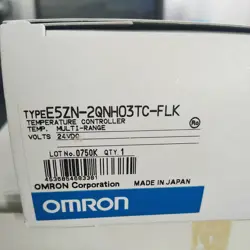 TYPE E5ZN-2QNH03TC-FLK
TEMPERATURE CONTROLLER
TEMP. MULTI-RANGE
VOLTS 24VDC
LOT No. 0750K QTY 1
OMRON Corporation MADE IN JAPAN
OMRON